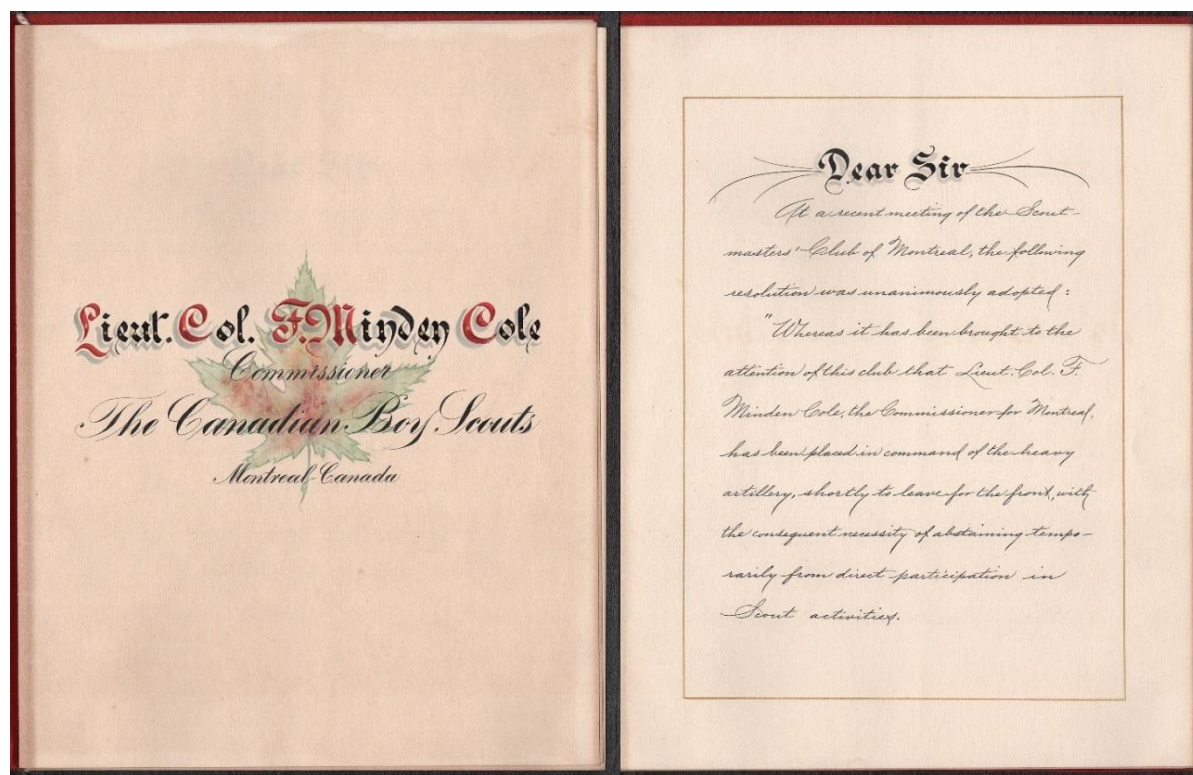 Lieut. Col. F. Minden Cole
Commissioner
The Canadian Boy Scouts
Montreal-Canada
Dear Sir
At a recent meeting of the Scout-
masters' Club of Montreal, the following
resolution was unanimously adopted:
"Whereas it has been brought to the
attention of this club that Lieut. Col. F.
Minden Cole, the Commissioner for Montreal,
has been placed in command of the heavy
artillery, shortly to leave for the front, with
the consequent necessity of abstaining tempo-
rarily from direct participation in
Scout activities.